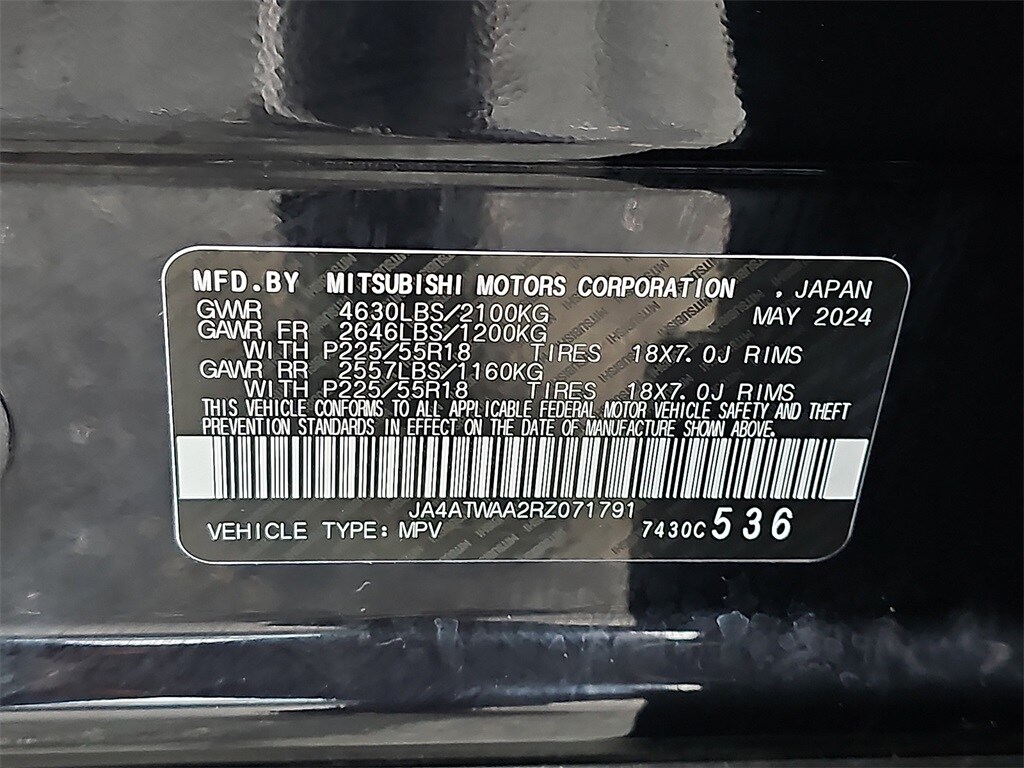 MFD.BY MITSUBISHI MOTORS CORPORATION , JAPAN
GVWR 4630LBS/2100KG MAY 2024
GAWR FR 2646LBS/1200KG
WITH P225/55R18 TIRES 18X7.0J RIMS
GAWR RR 2557LBS/1160KG
WITH P225/55R18 TIRES 18X7.0J RIMS
THIS VEHICLE CONFORMS TO ALL APPLICABLE FEDERAL MOTOR VEHICLE SAFETY AND THEFT
PREVENTION STANDARDS IN EFFECT ON THE DATE OF MANUFACTURE SHOWN ABOVE.
JA4ATWAA2RZ071791
VEHICLE TYPE: MPV 7430C 536